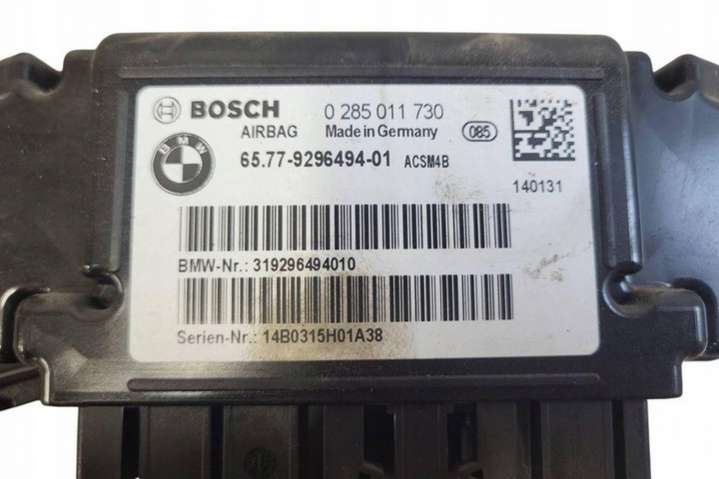 BOSCH 0 285 011 730
AIRBAG Made in Germany 085
BMW 65.77-9296494-01 ACSM4B
140131
BMW-Nr.: 319296494010
Serien-Nr.: 14B0315H01A38